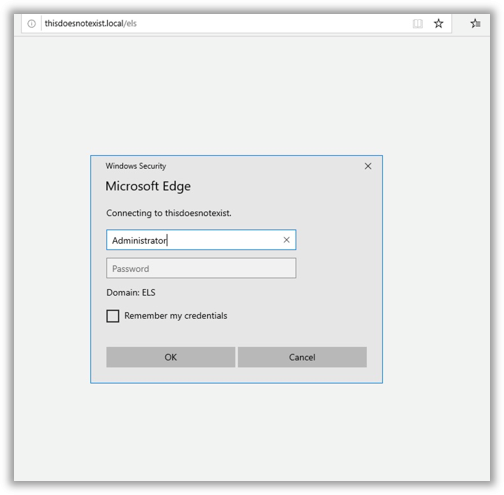 thisdoesnotexist.local/els
Windows Security
Microsoft Edge
Connecting to thisdoesnotexist.
Administrator
Password
Domain: ELS
Remember my credentials
OK
Cancel